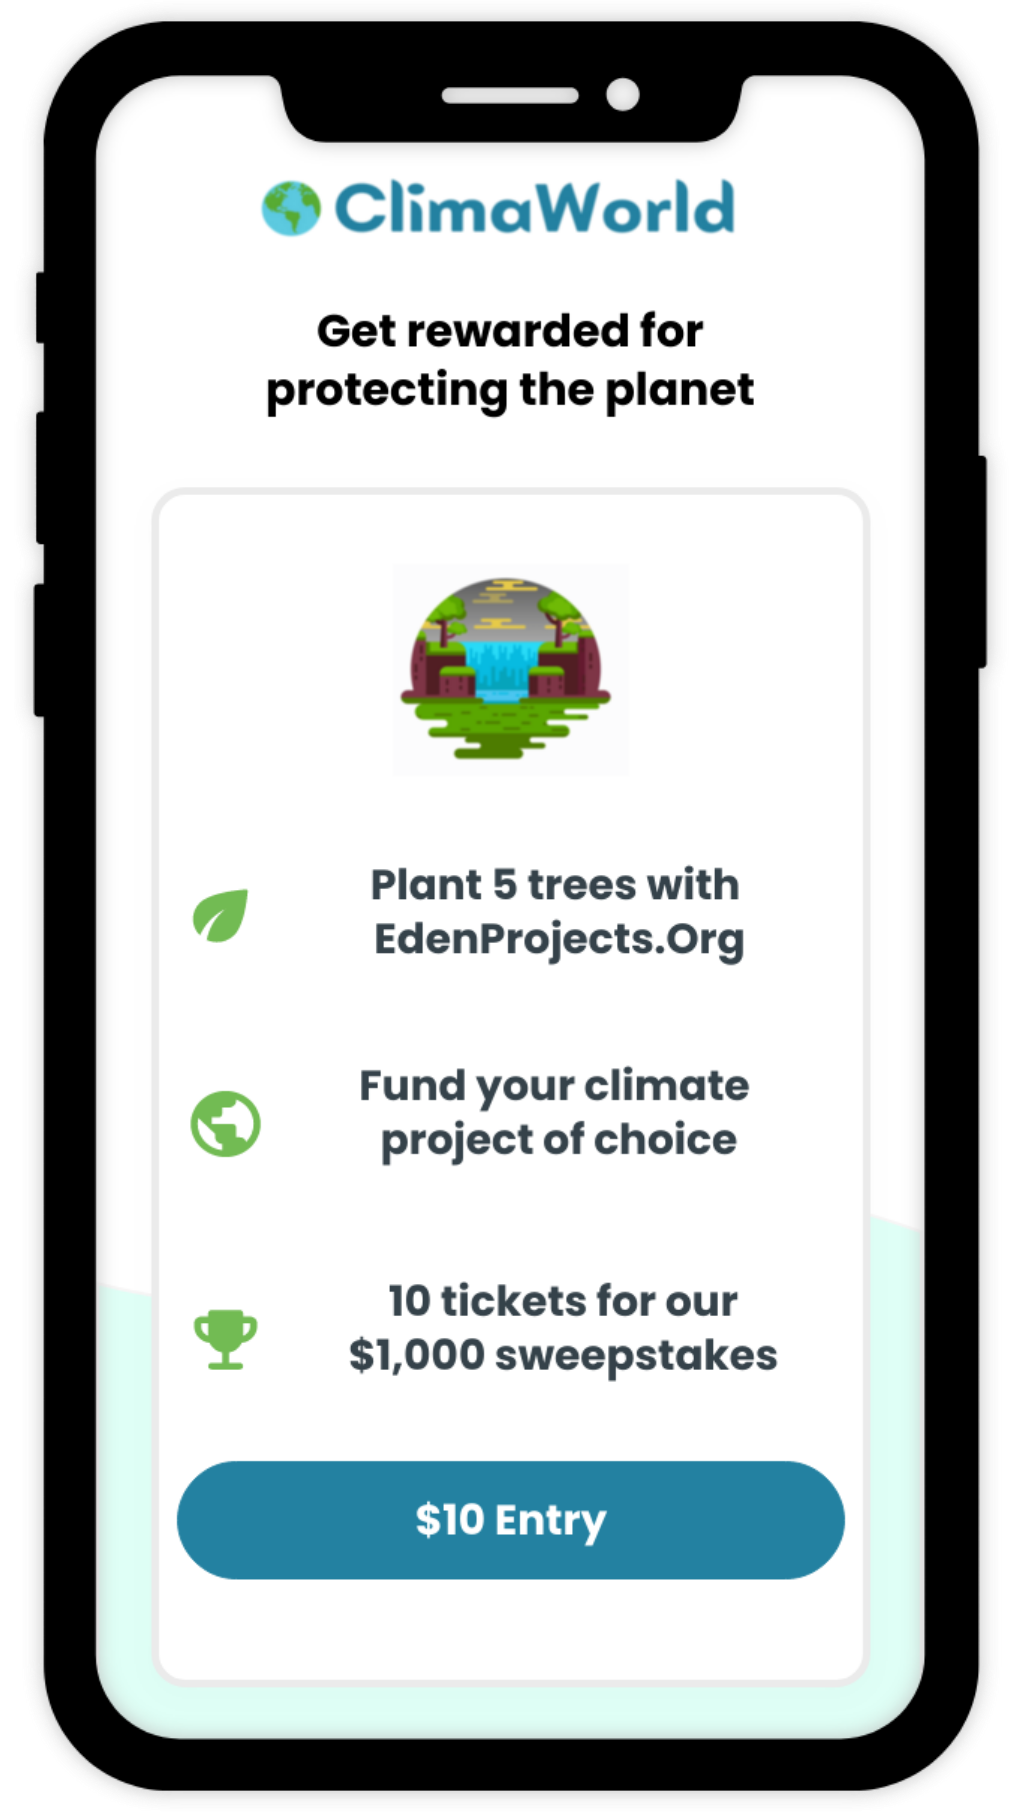 ClimaWorld
Get rewarded for
protecting the planet
Plant 5 trees with
EdenProjects.Org
Fund your climate
project of choice
10 tickets for our
$1,000 sweepstakes
$10 Entry